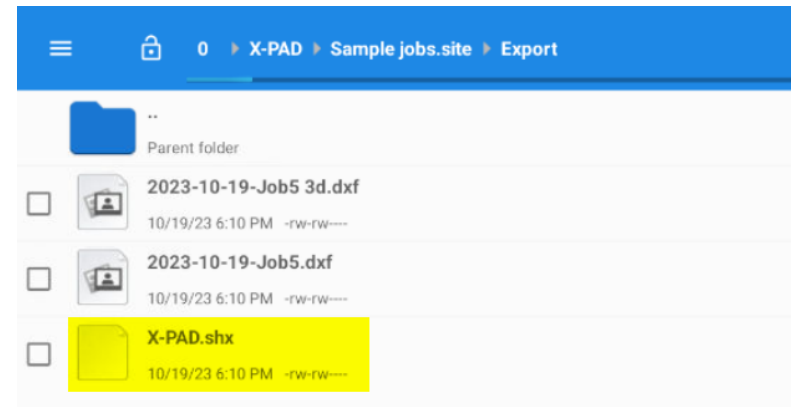 0 X-PAD Sample jobs.site Export
..
Parent folder
2023-10-19-Job5 3d.dxf
10/19/23 6:10 PM -rw-rw----
2023-10-19-Job5.dxf
10/19/23 6:10 PM -rw-rw----
X-PAD.shx
10/19/23 6:10 PM -rw-rw----